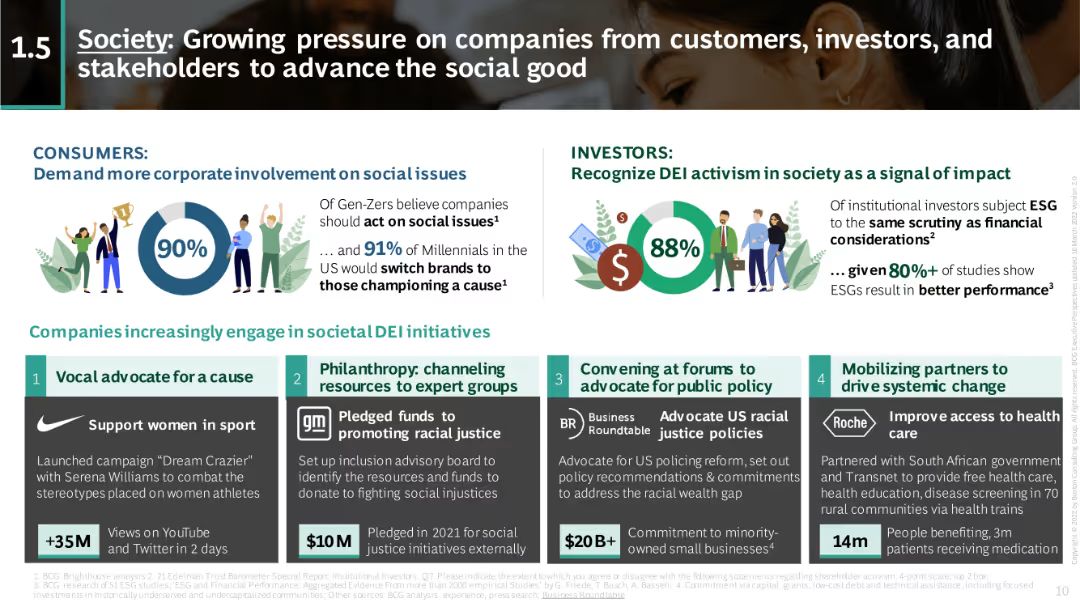 1.5
Society: Growing pressure on companies from customers, investors, and
stakeholders to advance the social good
CONSUMERS:
Demand more corporate involvement on social issues
90%
Of Gen-Zers believe companies
should act on social issues1
... and 91% of Millennials in the
US would switch brands to
those championing a cause1
INVESTORS:
Recognize DEI activism in society as a signal of impact
$
$
88%
Of institutional investors subject ESG
to the same scrutiny as financial
considerations2
... given 80%+ of studies show
ESGs result in better performance3
Companies increasingly engage in societal DEI initiatives
1
Vocal advocate for a cause
Support women in sport
Launched campaign “Dream Crazier”
with Serena Williams to combat the
stereotypes placed on women athletes
+35M
Views on YouTube
and Twitter in 2 days
2
Philanthropy: channeling
resources to expert groups
gm
Pledged funds to
promoting racial justice
Set up inclusion advisory board to
identify the resources and funds to
donate to fighting social injustices
$10M
Pledged in 2021 for social
justice initiatives externally
3
Convening at forums to
advocate for public policy
BR
Business
Roundtable
Advocate US racial
justice policies
Advocate for US policing reform, set out
policy recommendations & commitments
to address the racial wealth gap
$20B+
Commitment to minority-
owned small businesses4
4
Mobilizing partners to
drive systemic change
Roche
Improve access to health
care
Partnered with South African government
and Transnet to provide free health care,
health education, disease screening in 70
rural communities via health trains
14m
People benefiting, 3m
patients receiving medication
1. BCG Brighthouse analysis 2. 21 Edelman Trust Barometer Special Report: Institutional Investors. Q17. Please indicate the extent to which you agree or disagree with the following statements regarding shareholder activism. 4-point scale; top 2 box.
3. BCG research of 51 ESG studies; "ESG and Financial Performance: Aggregated Evidence from more than 2000 empirical Studies" by G. Friede, T. Busch, A. Bassen. 4. Commitment via capital grants, low-cost debt and technical assistance, including focused
investments in historically underserved and undercapitalized communities; Other sources: BCG analysis, experience, press search; Business Roundtable
10
Copyright © 2022 by Boston Consulting Group. All rights reserved. BCG Executive Perspectives updated 18 March 2022 Version 2.0